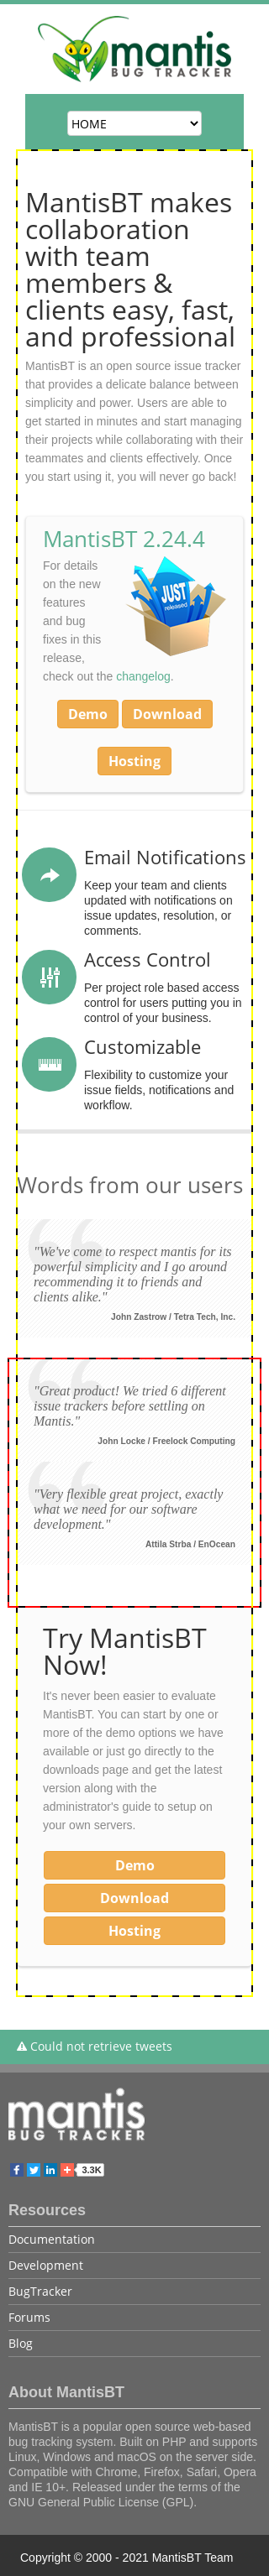 mantis
BUG TRACKER
HOME
MantisBT makes
collaboration
with team
members &
clients easy, fast,
and professional
MantisBT is an open source issue tracker
that provides a delicate balance between
simplicity and power. Users are able to
get started in minutes and start managing
their projects while collaborating with their
teammates and clients effectively. Once
you start using it, you will never go back!
MantisBT 2.24.4
For details
on the new
features
and bug
fixes in this
release,
check out the changelog.
JUST
released
Demo
Download
Hosting
Email Notifications
Keep your team and clients
updated with notifications on
issue updates, resolution, or
comments.
Access Control
Per project role based access
control for users putting you in
control of your business.
Customizable
Flexibility to customize your
issue fields, notifications and
workflow.
Words from our users
"We've come to respect mantis for its
powerful simplicity and I go around
recommending it to friends and
clients alike."
John Zastrow / Tetra Tech, Inc.
"Great product! We tried 6 different
issue trackers before settling on
Mantis."
John Locke / Freelock Computing
"Very flexible great project, exactly
what we need for our software
development."
Attila Strba / EnOcean
Try MantisBT
Now!
It's never been easier to evaluate
MantisBT. You can start by one or
more of the demo options we have
available or just go directly to the
downloads page and get the latest
version along with the
administrator's guide to setup on
your own servers.
Demo
Download
Hosting
Could not retrieve tweets
mantis
BUG TRACKER
3.3K
Resources
Documentation
Development
BugTracker
Forums
Blog
About MantisBT
MantisBT is a popular open source web-based
bug tracking system. Built on PHP and supports
Linux, Windows and macOS on the server side.
Compatible with Chrome, Firefox, Safari, Opera
and IE 10+. Released under the terms of the
GNU General Public License (GPL).
Copyright © 2000 - 2021 MantisBT Team